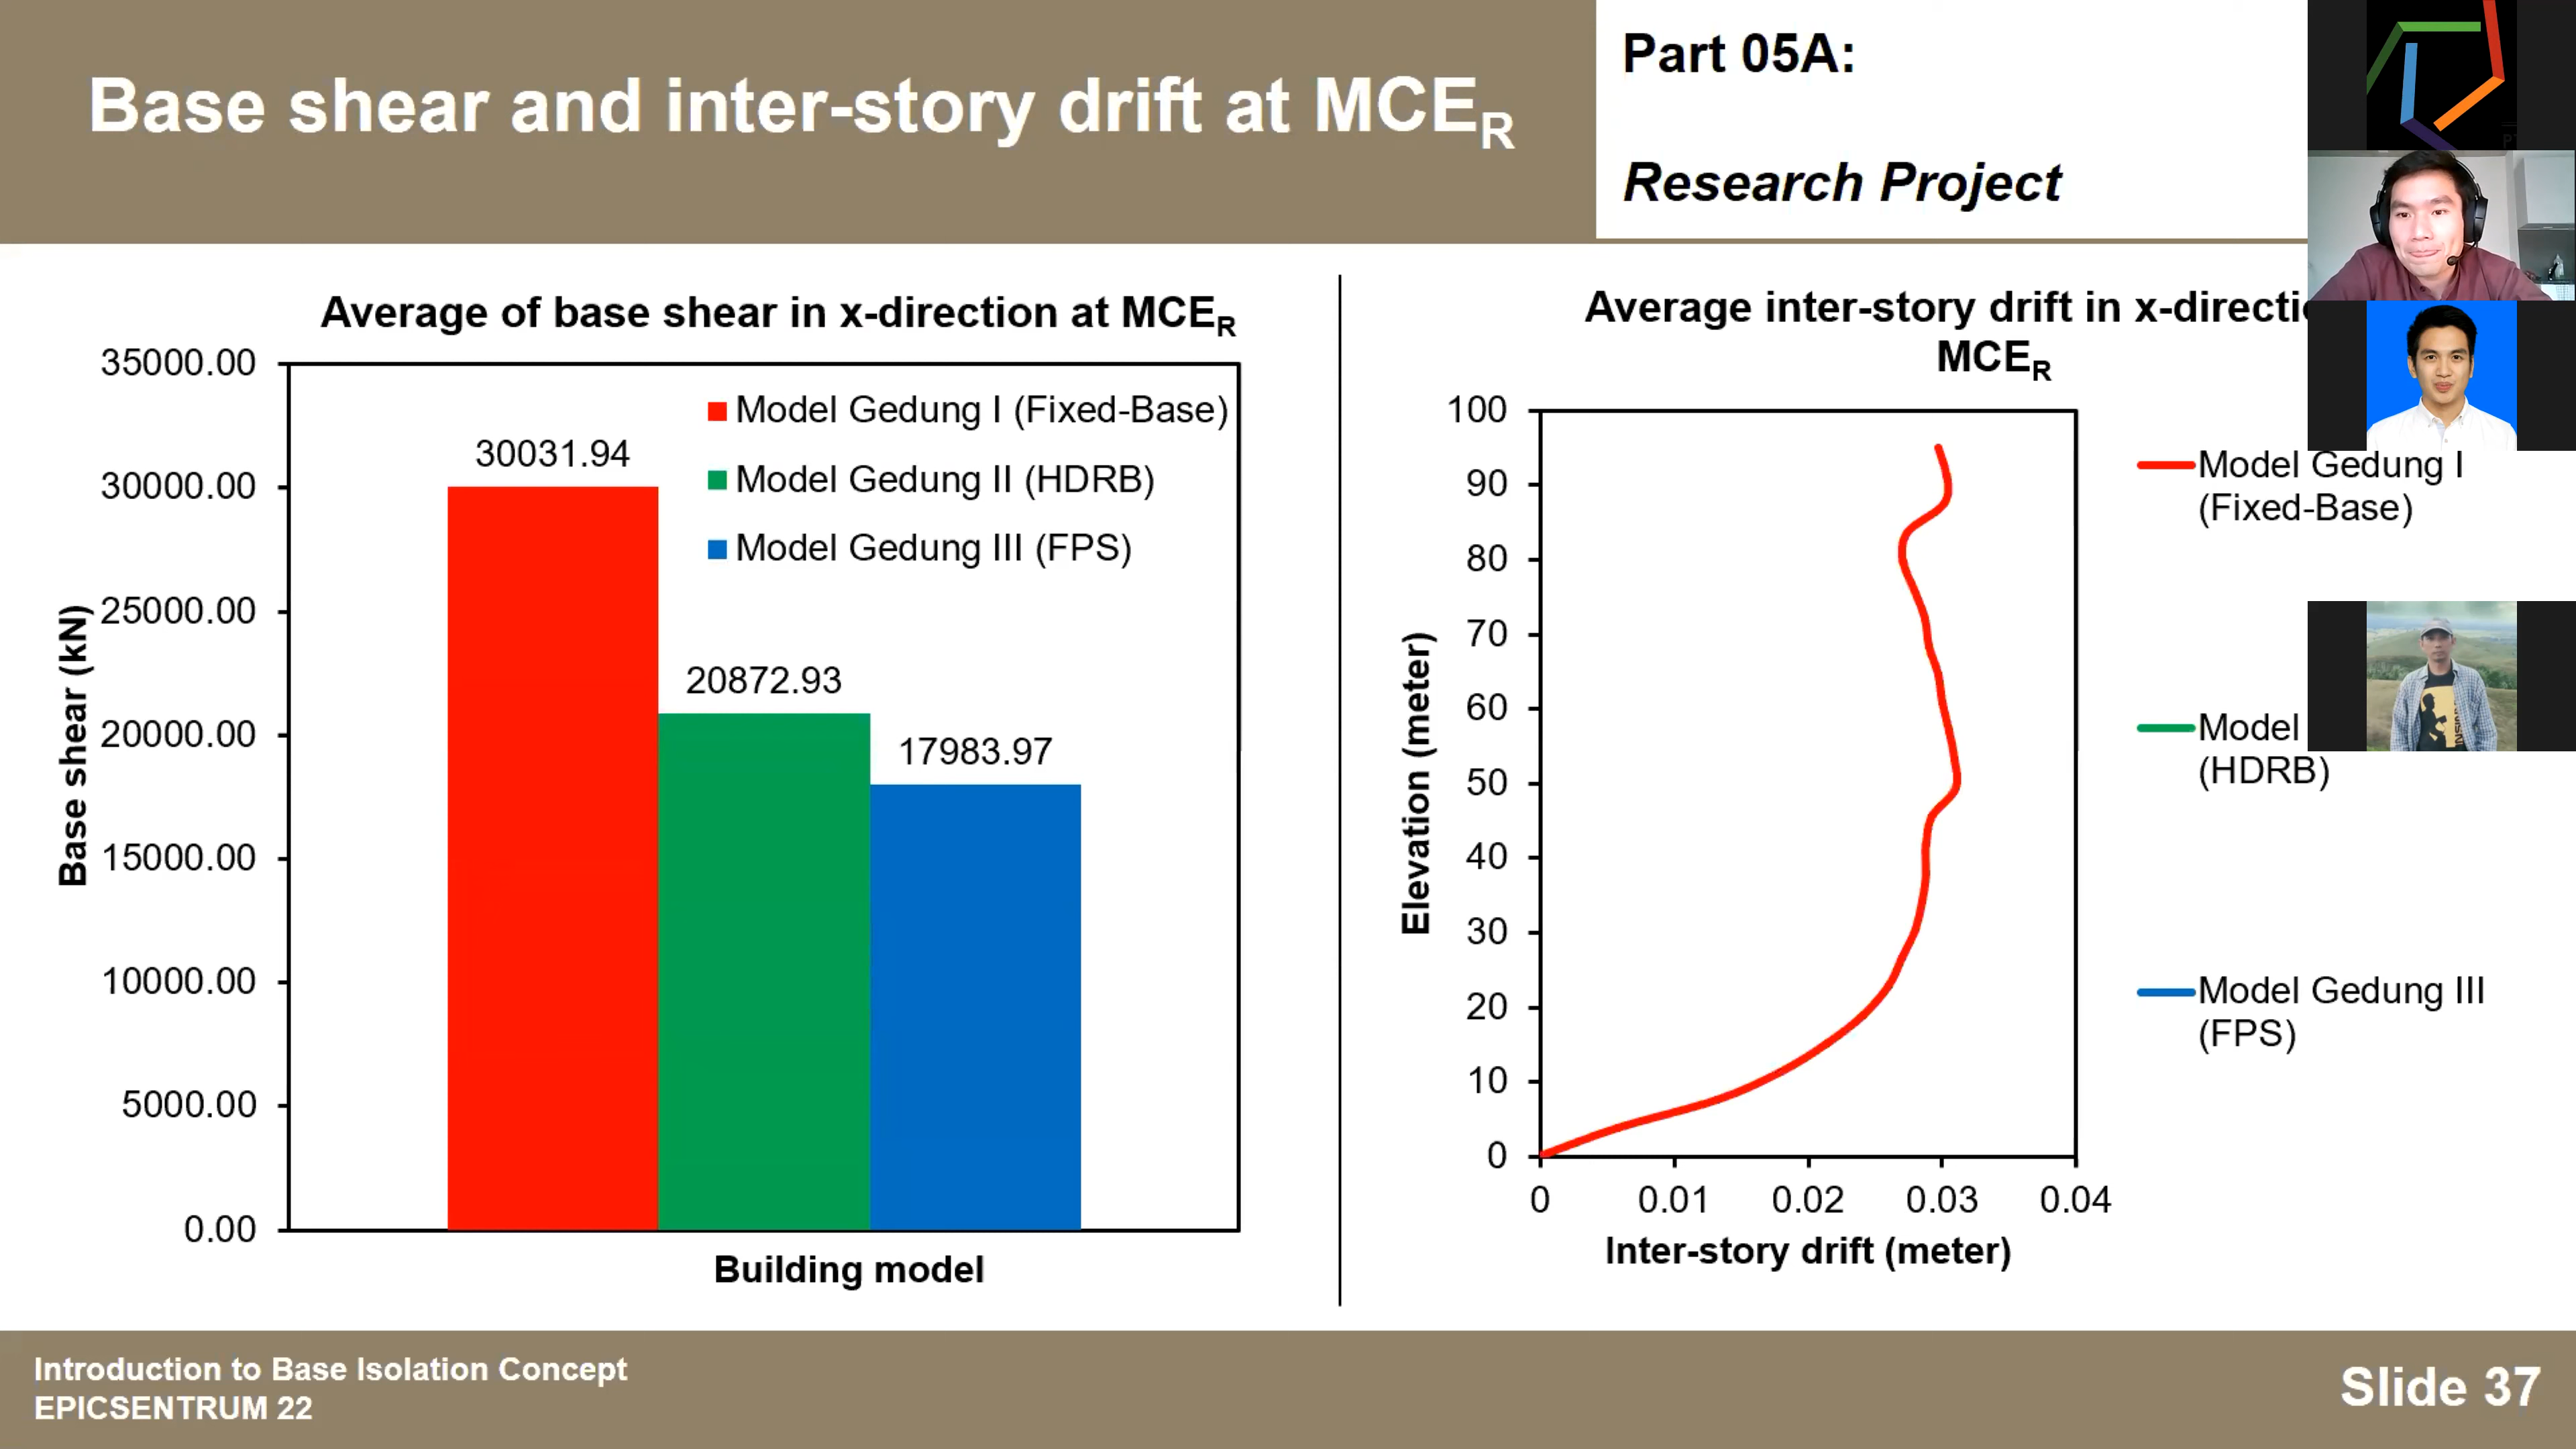 Base shear and inter-story drift at MCER
Part 05A:
Research Project
Average of base shear in x-direction at MCER
35000.00
30000.00
25000.00
20000.00
15000.00
10000.00
5000.00
0.00
Base shear (kN)
Model Gedung I (Fixed-Base)
Model Gedung II (HDRB)
Model Gedung III (FPS)
30031.94
20872.93
17983.97
Building model
Average inter-story drift in x-directi
MCER
100
90
80
70
60
50
40
30
20
10
0
Elevation (meter)
0 0.01 0.02 0.03 0.04
Inter-story drift (meter)
Model Gedung I
(Fixed-Base)
Model
(HDRB)
Model Gedung III
(FPS)
Introduction to Base Isolation Concept
EPICSENTRUM 22
Slide 37